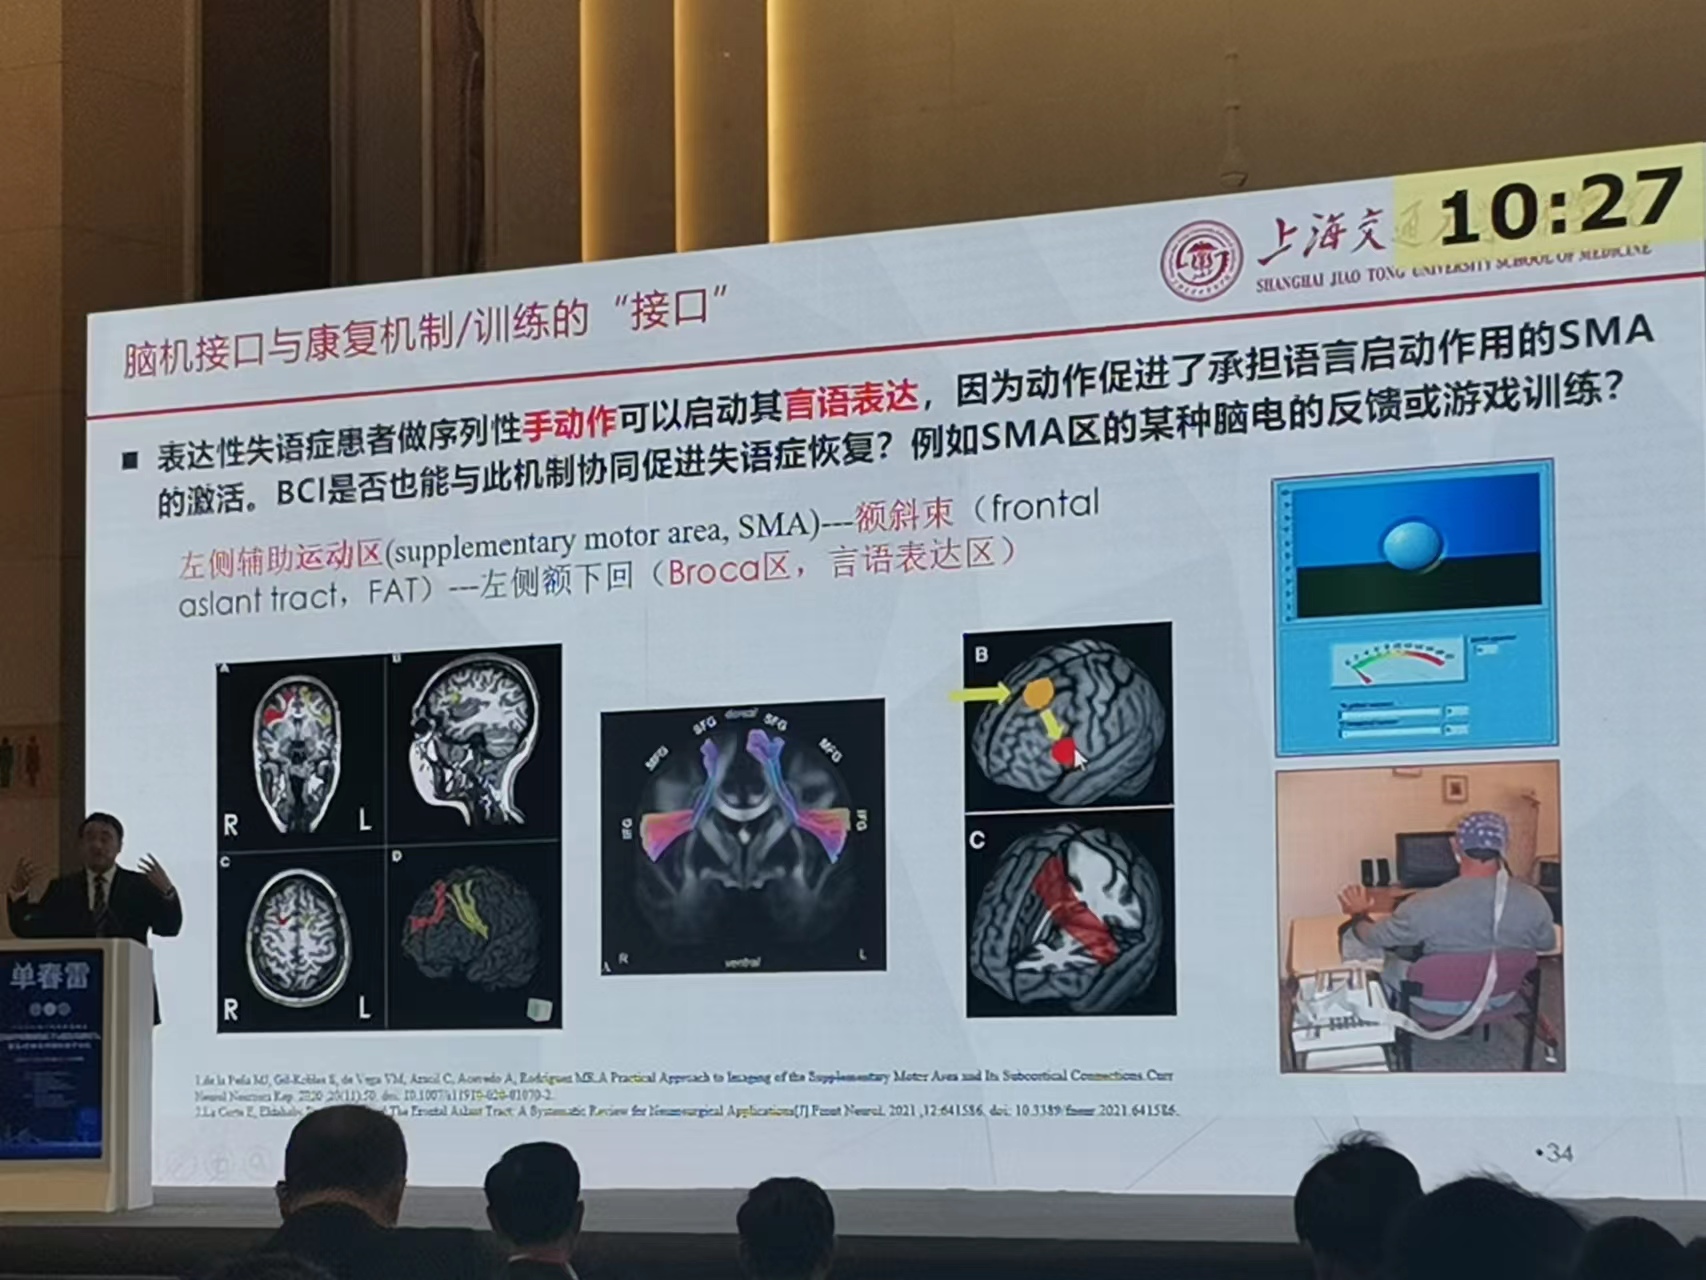 10:27
上海交通
SHANGHAI JIAO TONG UNIVERSITY SCHOOL OF MEDICINE
脑机接口与康复机制/训练的“接口”
■ 表达性失语症患者做序列性手动作可以启动其言语表达，因为动作促进了承担语言启动作用的SMA
的激活。BCI是否也能与此机制协同促进失语症恢复？例如SMA区的某种脑电的反馈或游戏训练？
左侧辅助运动区(supplementary motor area, SMA)---额斜束（frontal
aslant tract，FAT）---左侧额下回（Broca区，言语表达区）
A
B
R
L
C
D
R
L
MFG
SFG
dorsal
SFG
MFG
IFG
IFG
R
L
A
ventral
B
C
单春雷
1.de la Peña MJ, Gil-Robles S, de Vega VM, Aracil C, Acevedo A, Rodríguez MR.A Practical Approach to Imaging of the Supplementary Motor Area and Its Subcortical Connections.Curr
Neurol Neurosci Rep. 2020 ;20(11):50. doi: 10.1007/s11910-020-01070-2.
2.La Corte E, The Frontal Aslant Tract: A Systematic Review for Neurosurgical Applications[J].Front Neurol. 2021 ,12:641586. doi: 10.3389/fneur.2021.641586.
•34